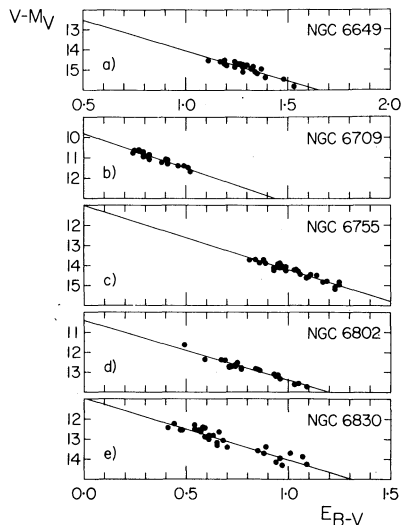 V-M_V
13
14
15
a)
NGC 6649
0·5 1·0 1·5 2·0
10
11
12
b)
NGC 6709
12
13
14
15
c)
NGC 6755
11
12
13
d)
NGC 6802
12
13
14
e)
NGC 6830
0·0 0·5 1·0 1·5
E_B-V